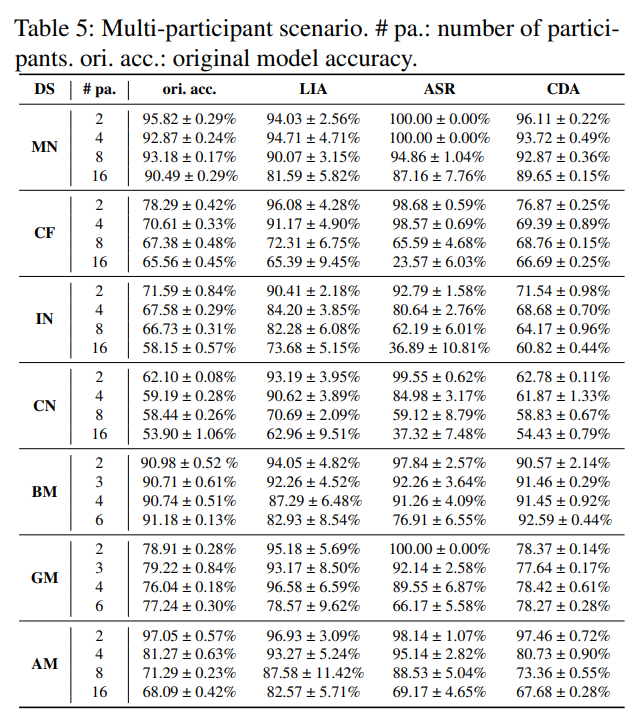 Table 5: Multi-participant scenario. # pa.: number of partici-
pants. ori. acc.: original model accuracy.
DS # pa. ori. acc. LIA ASR CDA
MN
2 95.82 ± 0.29% 94.03 ± 2.56% 100.00 ± 0.00% 96.11 ± 0.22%
4 92.87 ± 0.24% 94.71 ± 4.71% 100.00 ± 0.00% 93.72 ± 0.49%
8 93.18 ± 0.17% 90.07 ± 3.15% 94.86 ± 1.04% 92.87 ± 0.36%
16 90.49 ± 0.29% 81.59 ± 5.82% 87.16 ± 7.76% 89.65 ± 0.15%
CF
2 78.29 ± 0.42% 96.08 ± 4.28% 98.68 ± 0.59% 76.87 ± 0.25%
4 70.61 ± 0.33% 91.17 ± 4.90% 98.57 ± 0.69% 69.39 ± 0.89%
8 67.38 ± 0.48% 72.31 ± 6.75% 65.59 ± 4.68% 68.76 ± 0.15%
16 65.56 ± 0.45% 65.39 ± 9.45% 23.57 ± 6.03% 66.69 ± 0.25%
IN
2 71.59 ± 0.84% 90.41 ± 2.18% 92.79 ± 1.58% 71.54 ± 0.98%
4 67.58 ± 0.29% 84.20 ± 3.85% 80.64 ± 2.76% 68.68 ± 0.70%
8 66.73 ± 0.31% 82.28 ± 6.08% 62.19 ± 6.01% 64.17 ± 0.96%
16 58.15 ± 0.57% 73.68 ± 5.15% 36.89 ± 10.81% 60.82 ± 0.44%
CN
2 62.10 ± 0.08% 93.19 ± 3.95% 99.55 ± 0.62% 62.78 ± 0.11%
4 59.19 ± 0.28% 90.62 ± 3.89% 84.98 ± 3.17% 61.87 ± 1.33%
8 58.44 ± 0.26% 70.69 ± 2.09% 59.12 ± 8.79% 58.83 ± 0.67%
16 53.90 ± 1.06% 62.96 ± 9.51% 37.32 ± 7.48% 54.43 ± 0.79%
BM
2 90.98 ± 0.52 % 94.05 ± 4.82% 97.84 ± 2.57% 90.57 ± 2.14%
3 90.71 ± 0.61% 92.26 ± 4.52% 92.26 ± 3.64% 91.46 ± 0.29%
4 90.74 ± 0.51% 87.29 ± 6.48% 91.26 ± 4.09% 91.45 ± 0.92%
6 91.18 ± 0.13% 82.93 ± 8.54% 76.91 ± 6.55% 92.59 ± 0.44%
GM
2 78.91 ± 0.28% 95.18 ± 5.69% 100.00 ± 0.00% 78.37 ± 0.14%
3 79.22 ± 0.84% 93.17 ± 8.50% 92.14 ± 2.58% 77.64 ± 0.17%
4 76.04 ± 0.18% 96.58 ± 6.59% 89.55 ± 6.87% 78.42 ± 0.61%
6 77.24 ± 0.30% 78.57 ± 9.62% 66.17 ± 5.58% 78.27 ± 0.28%
AM
2 97.05 ± 0.57% 96.93 ± 3.09% 98.14 ± 1.07% 97.46 ± 0.72%
4 81.27 ± 0.63% 93.27 ± 5.24% 95.14 ± 2.82% 80.73 ± 0.90%
8 71.29 ± 0.23% 87.58 ± 11.42% 88.53 ± 5.04% 73.36 ± 0.55%
16 68.09 ± 0.42% 82.57 ± 5.71% 69.17 ± 4.65% 67.68 ± 0.28%